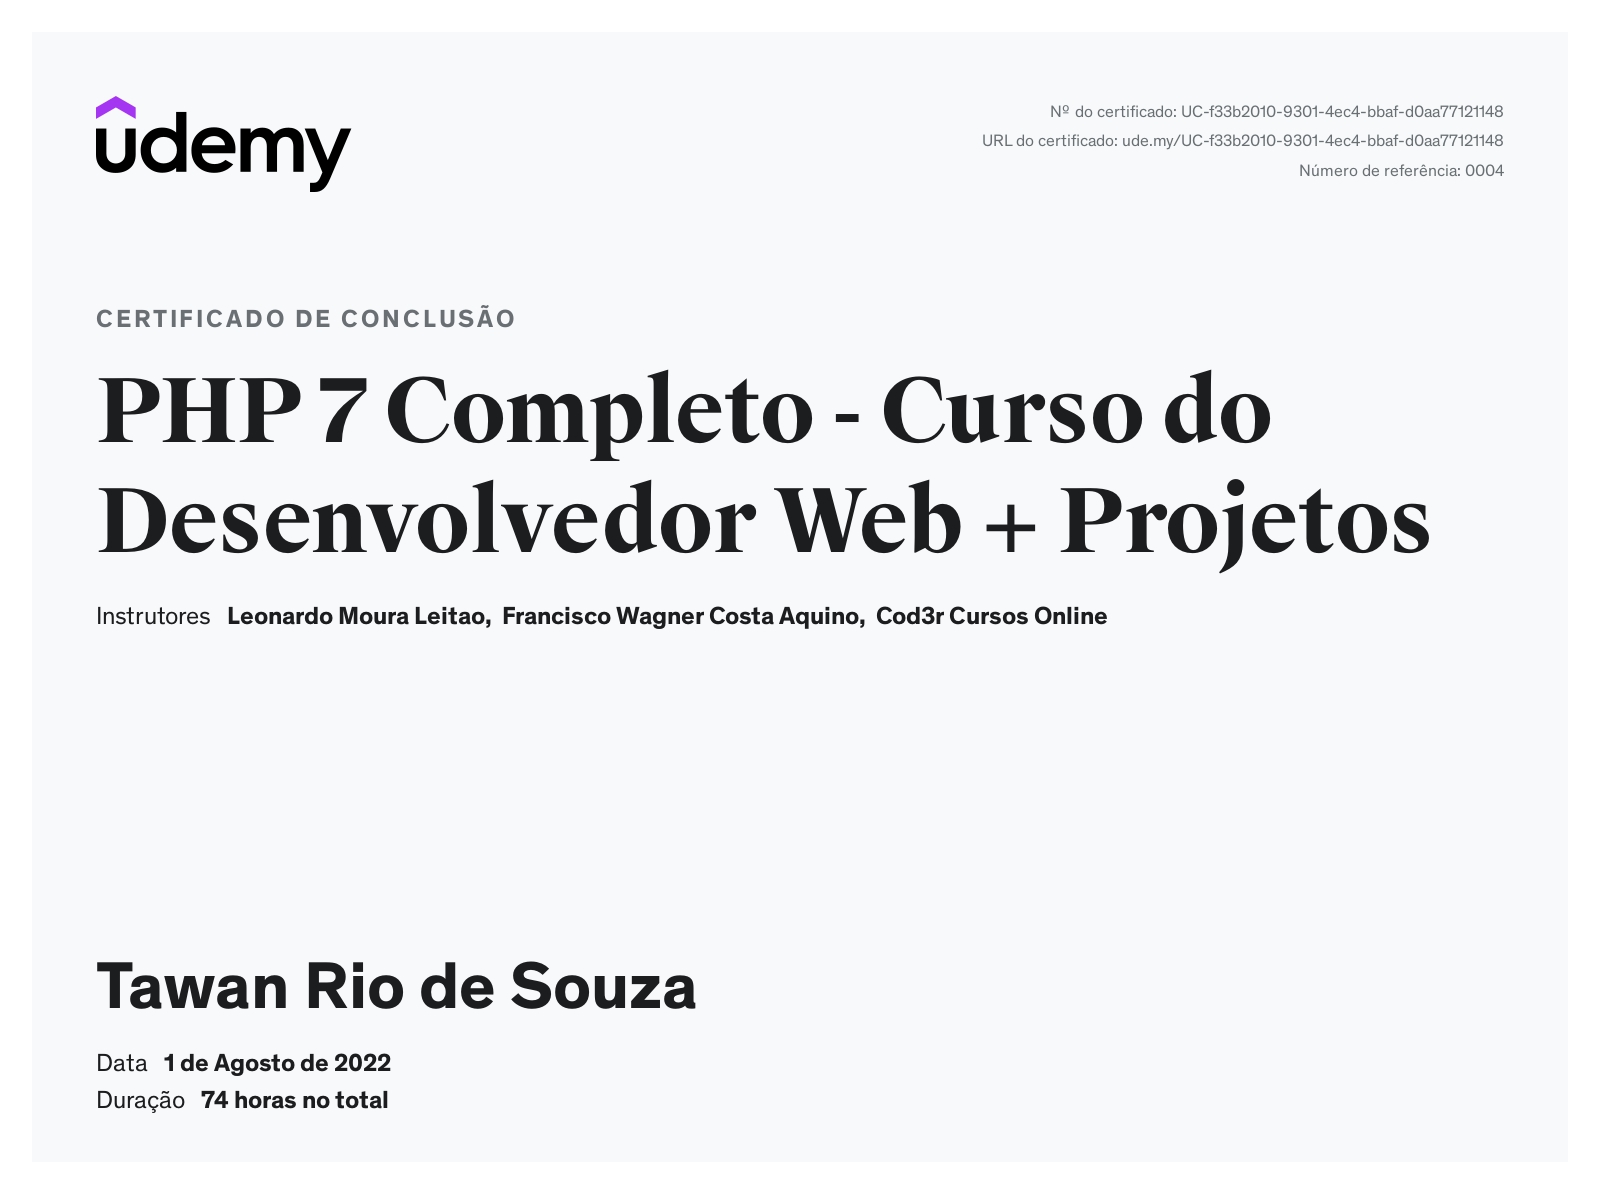 udemy
Nº do certificado: UC-f33b2010-9301-4ec4-bbaf-d0aa77121148
URL do certificado: ude.my/UC-f33b2010-9301-4ec4-bbaf-d0aa77121148
Número de referência: 0004
CERTIFICADO DE CONCLUSÃO
PHP 7 Completo - Curso do
Desenvolvedor Web + Projetos
Instrutores Leonardo Moura Leitao, Francisco Wagner Costa Aquino, Cod3r Cursos Online
Tawan Rio de Souza
Data 1 de Agosto de 2022
Duração 74 horas no total